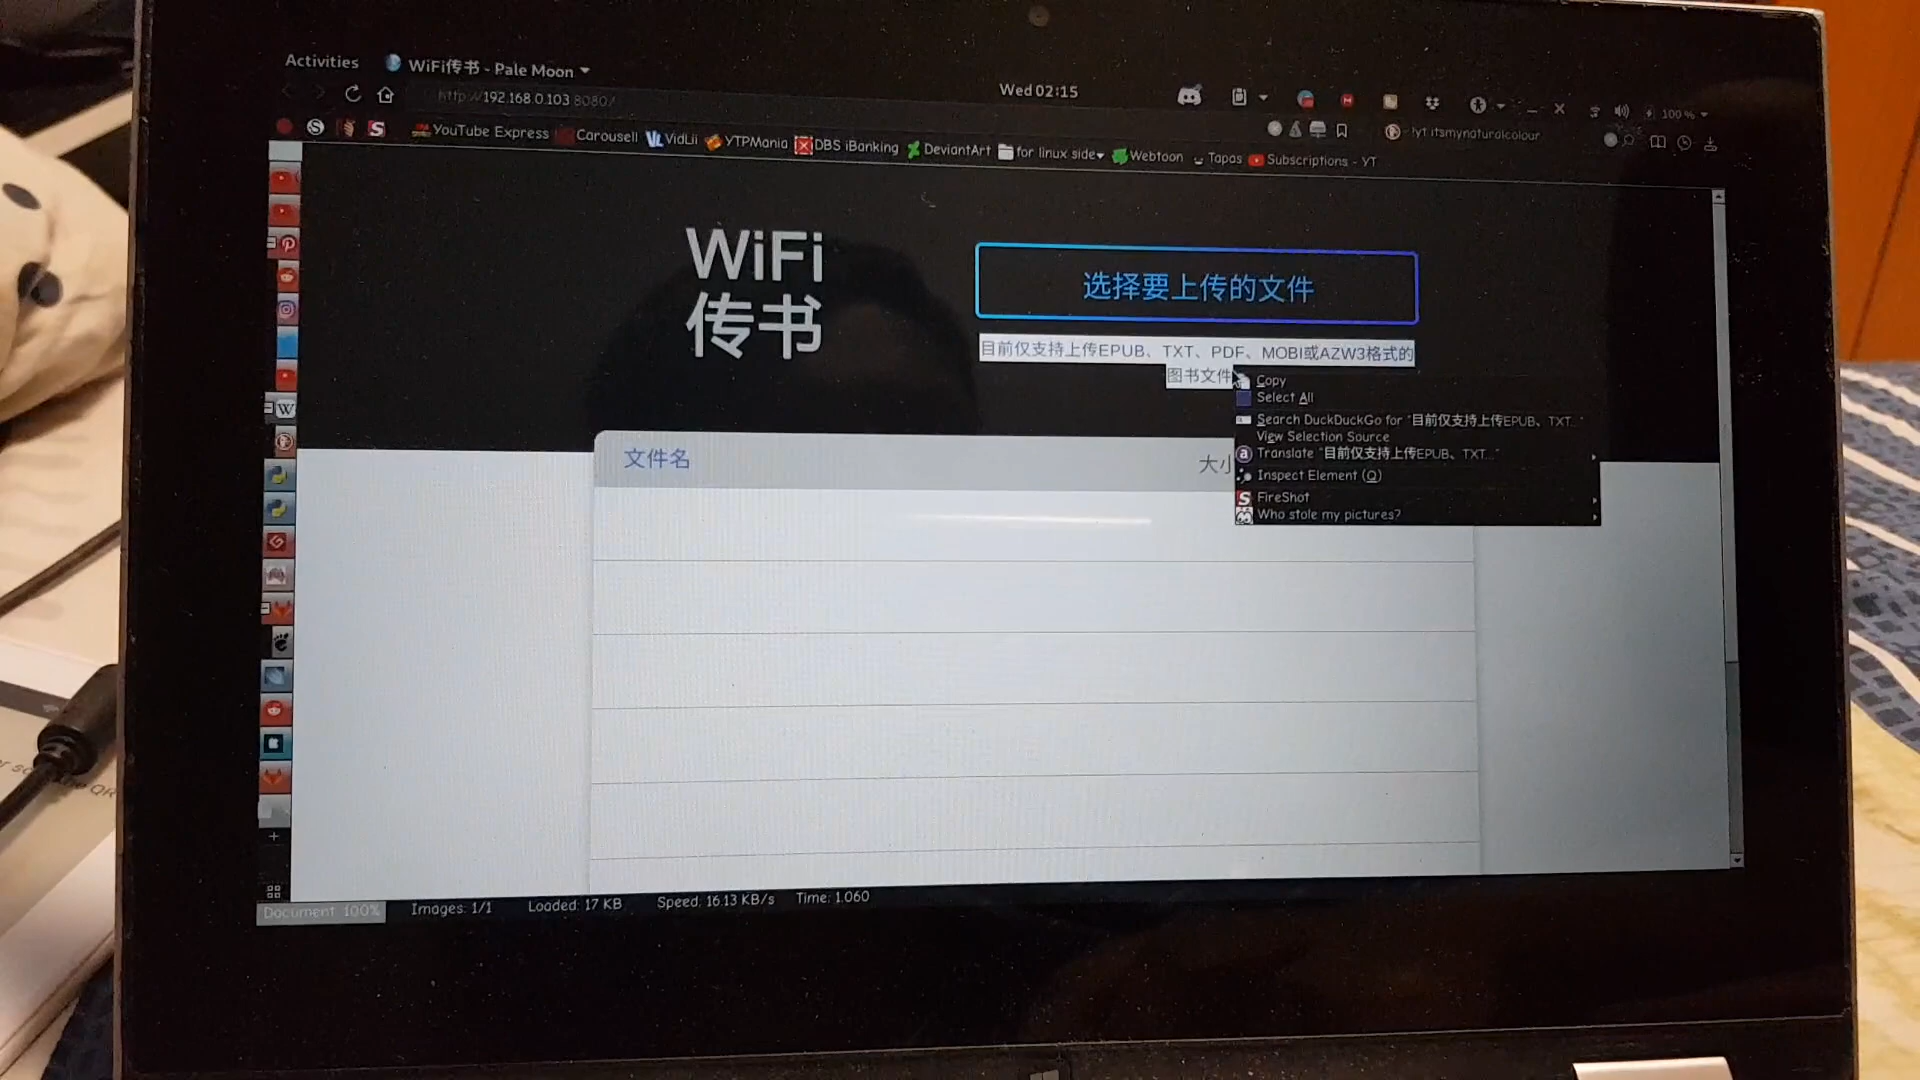 Activities
WiFi传书 - Pale Moon
Wed 02:15
100 %
http://192.168.0.103:8080/
YouTube Express
Carousell
VidLii
YTPMania
DBS iBanking
DeviantArt
for linux side
Webtoon
Tapas
Subscriptions - YT
!yt itsmynaturalcolour
WiFi
传书
选择要上传的文件
目前仅支持上传EPUB、TXT、PDF、MOBI或AZW3格式的
图书文件
文件名
大小
Copy
Select All
Search DuckDuckGo for "目前仅支持上传EPUB、TXT..."
View Selection Source
Translate "目前仅支持上传EPUB、TXT..."
Inspect Element (Q)
FireShot
Who stole my pictures?
Document: 100%
Images: 1/1
Loaded: 17 KB
Speed: 16.13 KB/s
Time: 1.060
QR